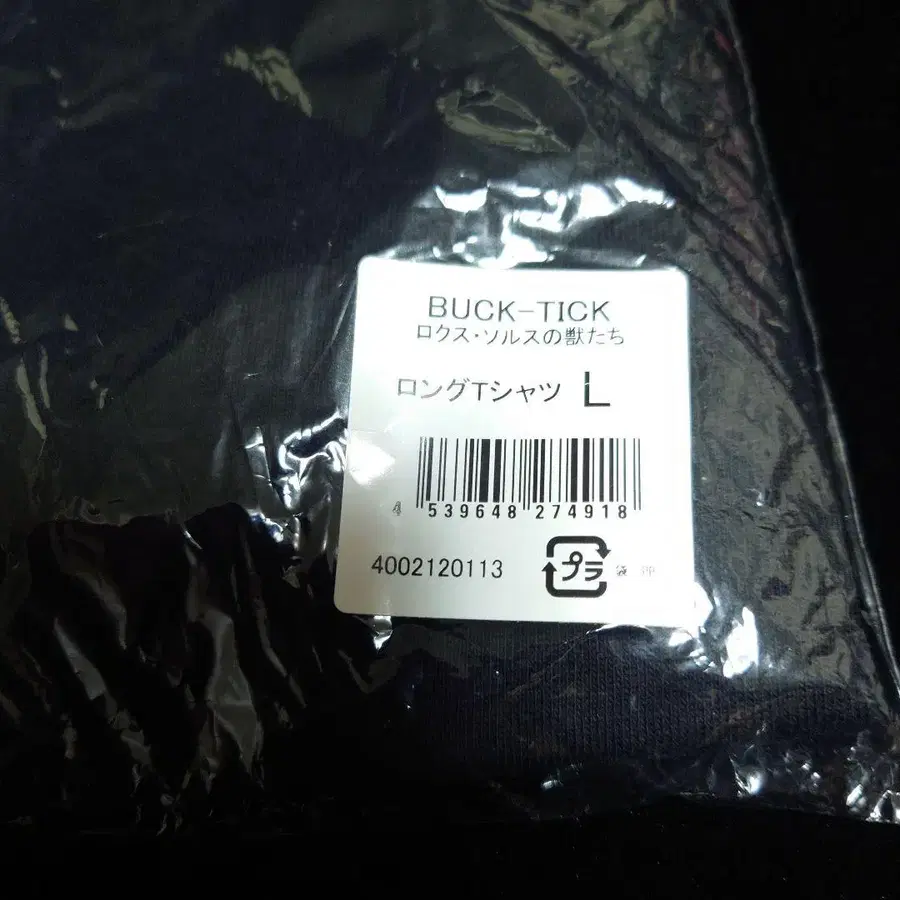 BUCK-TICK
ロクス・ソルスの獣たち
ロングTシャツ L
4 539648 274918
4002120113 プラ 袋